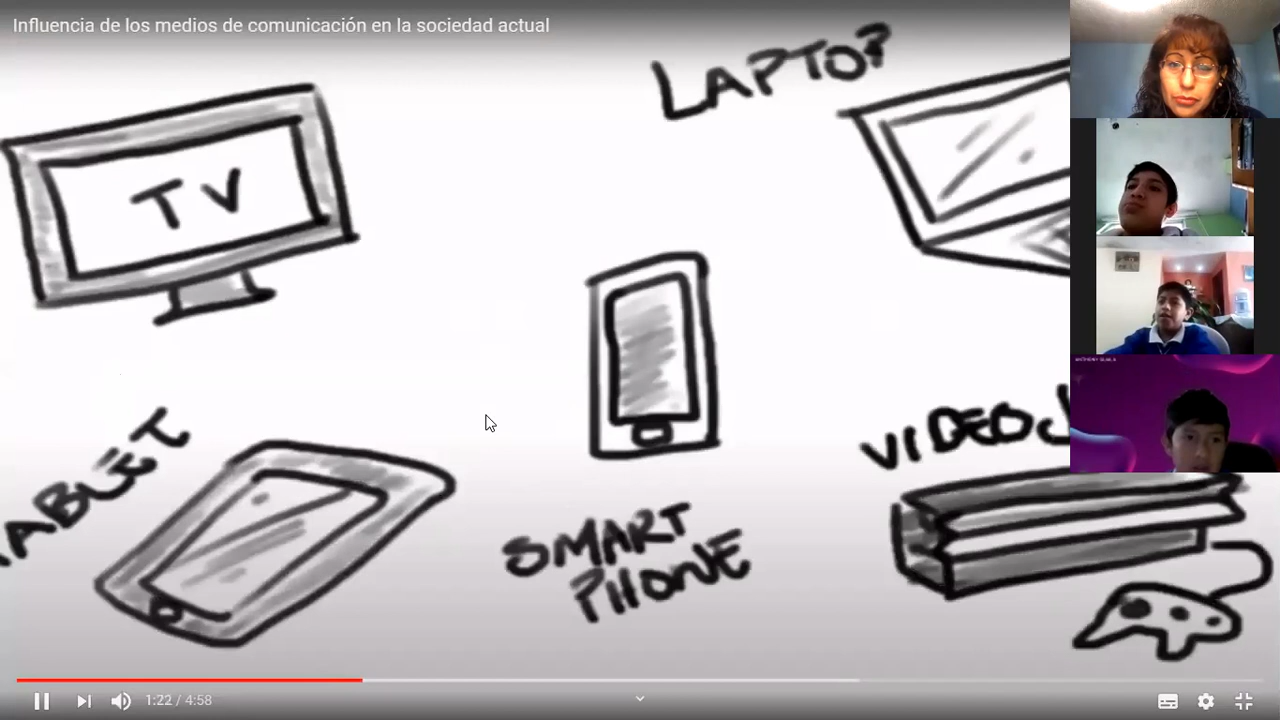 Influencia de los medios de comunicación en la sociedad actual
LAPTOP
TV
TABLET
VIDEOJ
SMART
PHONE
1:22 / 4:58